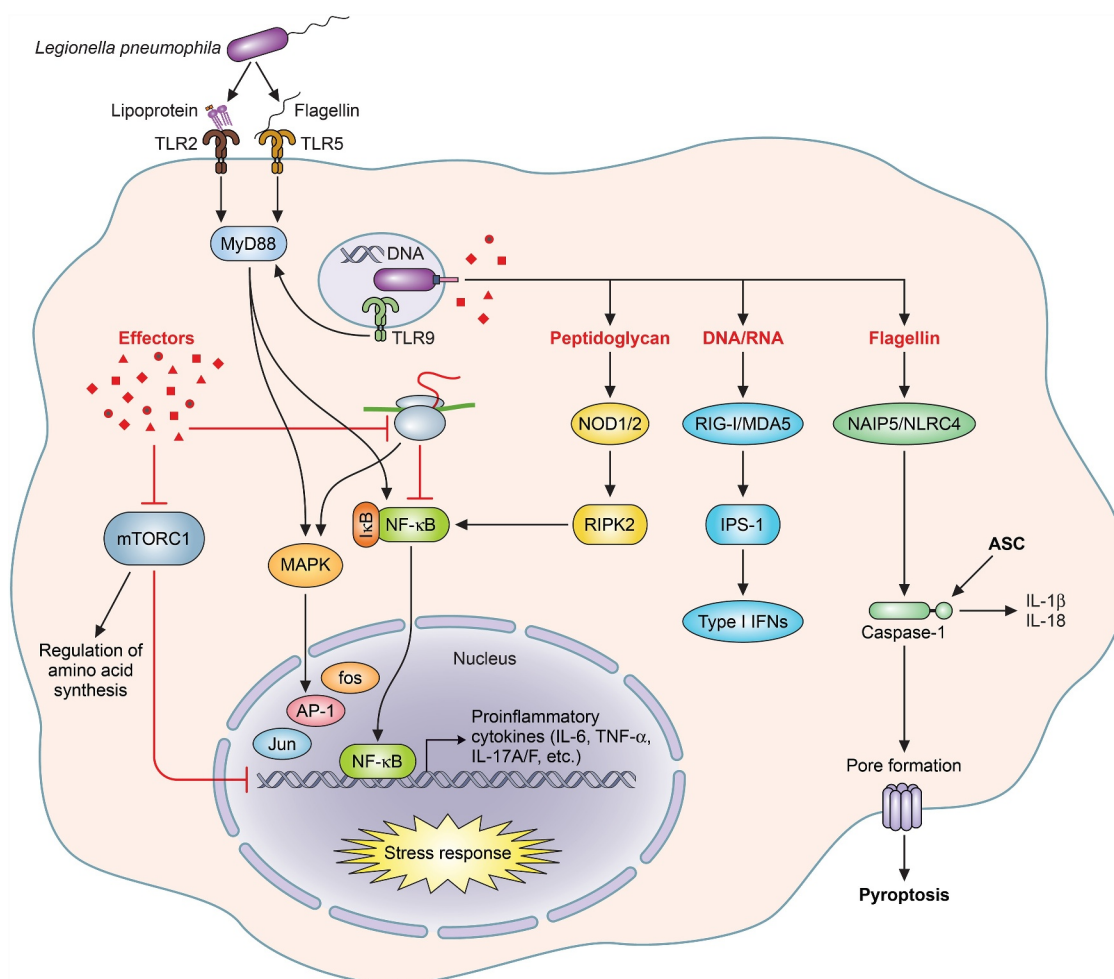 Legionella pneumophila
Lipoprotein
Flagellin
TLR2
TLR5
MyD88
DNA
TLR9
Effectors
Peptidoglycan
DNA/RNA
Flagellin
NOD1/2
RIG-I/MDA5
NAIP5/NLRC4
IκB
NF-κB
RIPK2
IPS-1
mTORC1
MAPK
ASC
Type I IFNs
Caspase-1
IL-1β
IL-18
Regulation of
amino acid
synthesis
Nucleus
fos
AP-1
Jun
NF-κB
Proinflammatory
cytokines (IL-6, TNF-α,
IL-17A/F, etc.)
Pore formation
Stress response
Pyroptosis